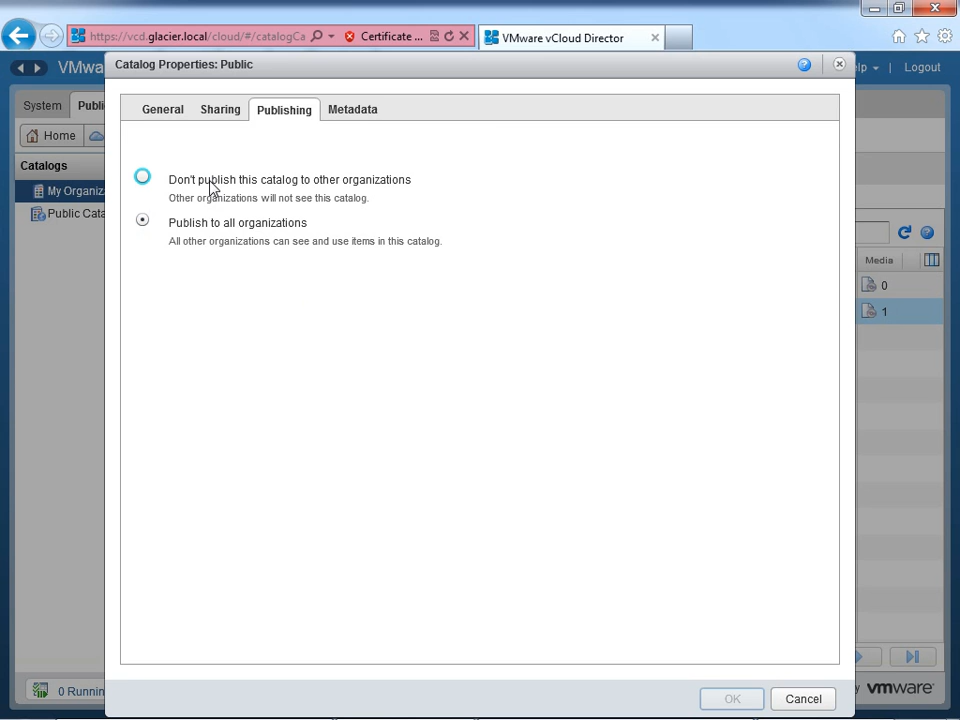 https://vcd.glacier.local/cloud/#/catalogCa
Certificate ...
VMware vCloud Director
VMwa
Catalog Properties: Public
elp
Logout
System
Publi
General
Sharing
Publishing
Metadata
Home
Catalogs
My Organiza
Public Cata
Don't publish this catalog to other organizations
Other organizations will not see this catalog.
Publish to all organizations
All other organizations can see and use items in this catalog.
Media
0
1
0 Runnin
OK
Cancel
y vmware